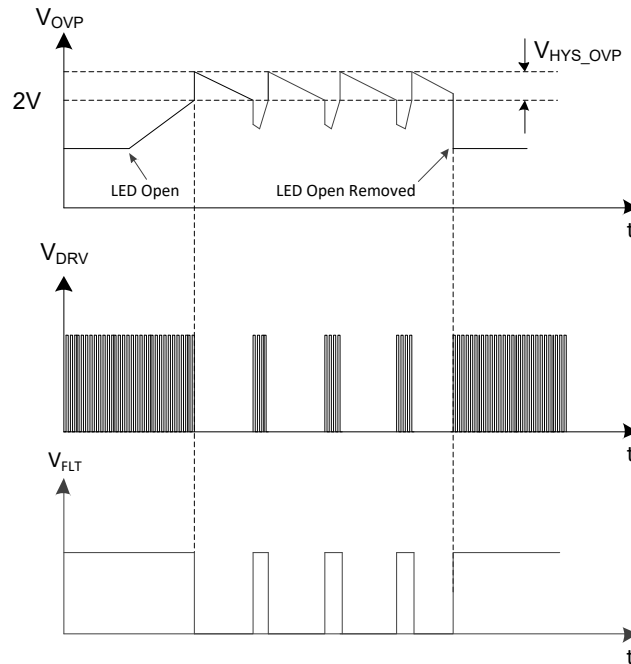 V_OVP
V_HYS_OVP
2V
LED Open
LED Open Removed
t
V_DRV
t
V_FLT
t